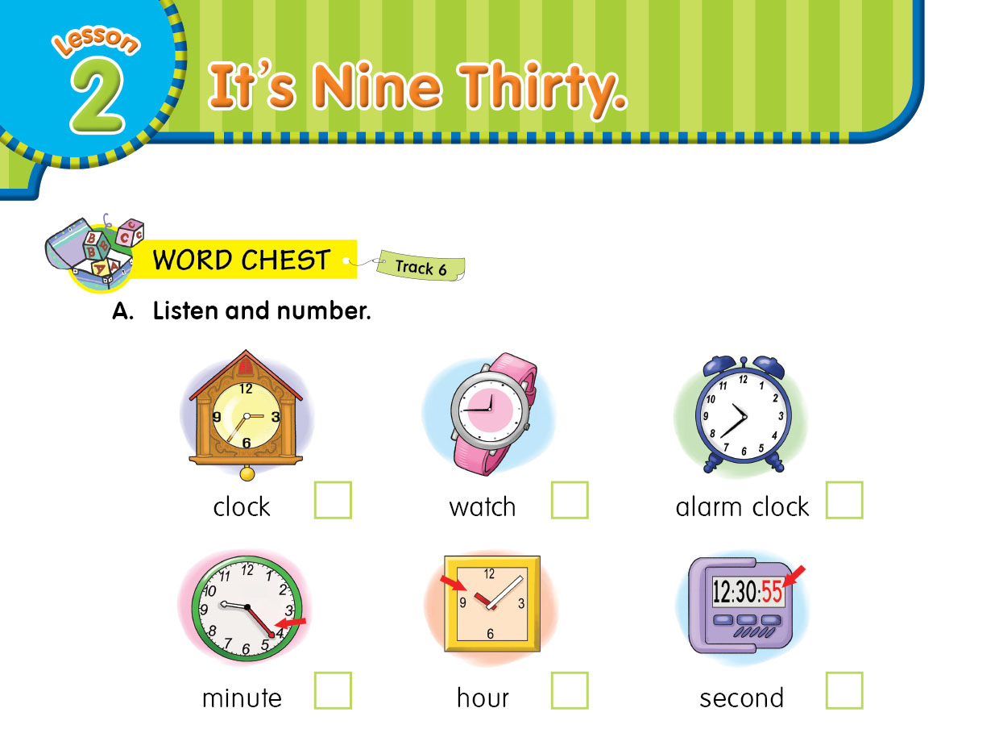 Lesson
2
It's Nine Thirty.
WORD CHEST
Track 6
A. Listen and number.
12
9 3
6
12
11 1
10 2
9 3
8 4
7 5
6
clock
watch
alarm clock
12
11 1
10 2
9 3
8 4
7 5
6
12
9 3
6
12:30:55
minute
hour
second
B
B
B
A
A
C
C
C